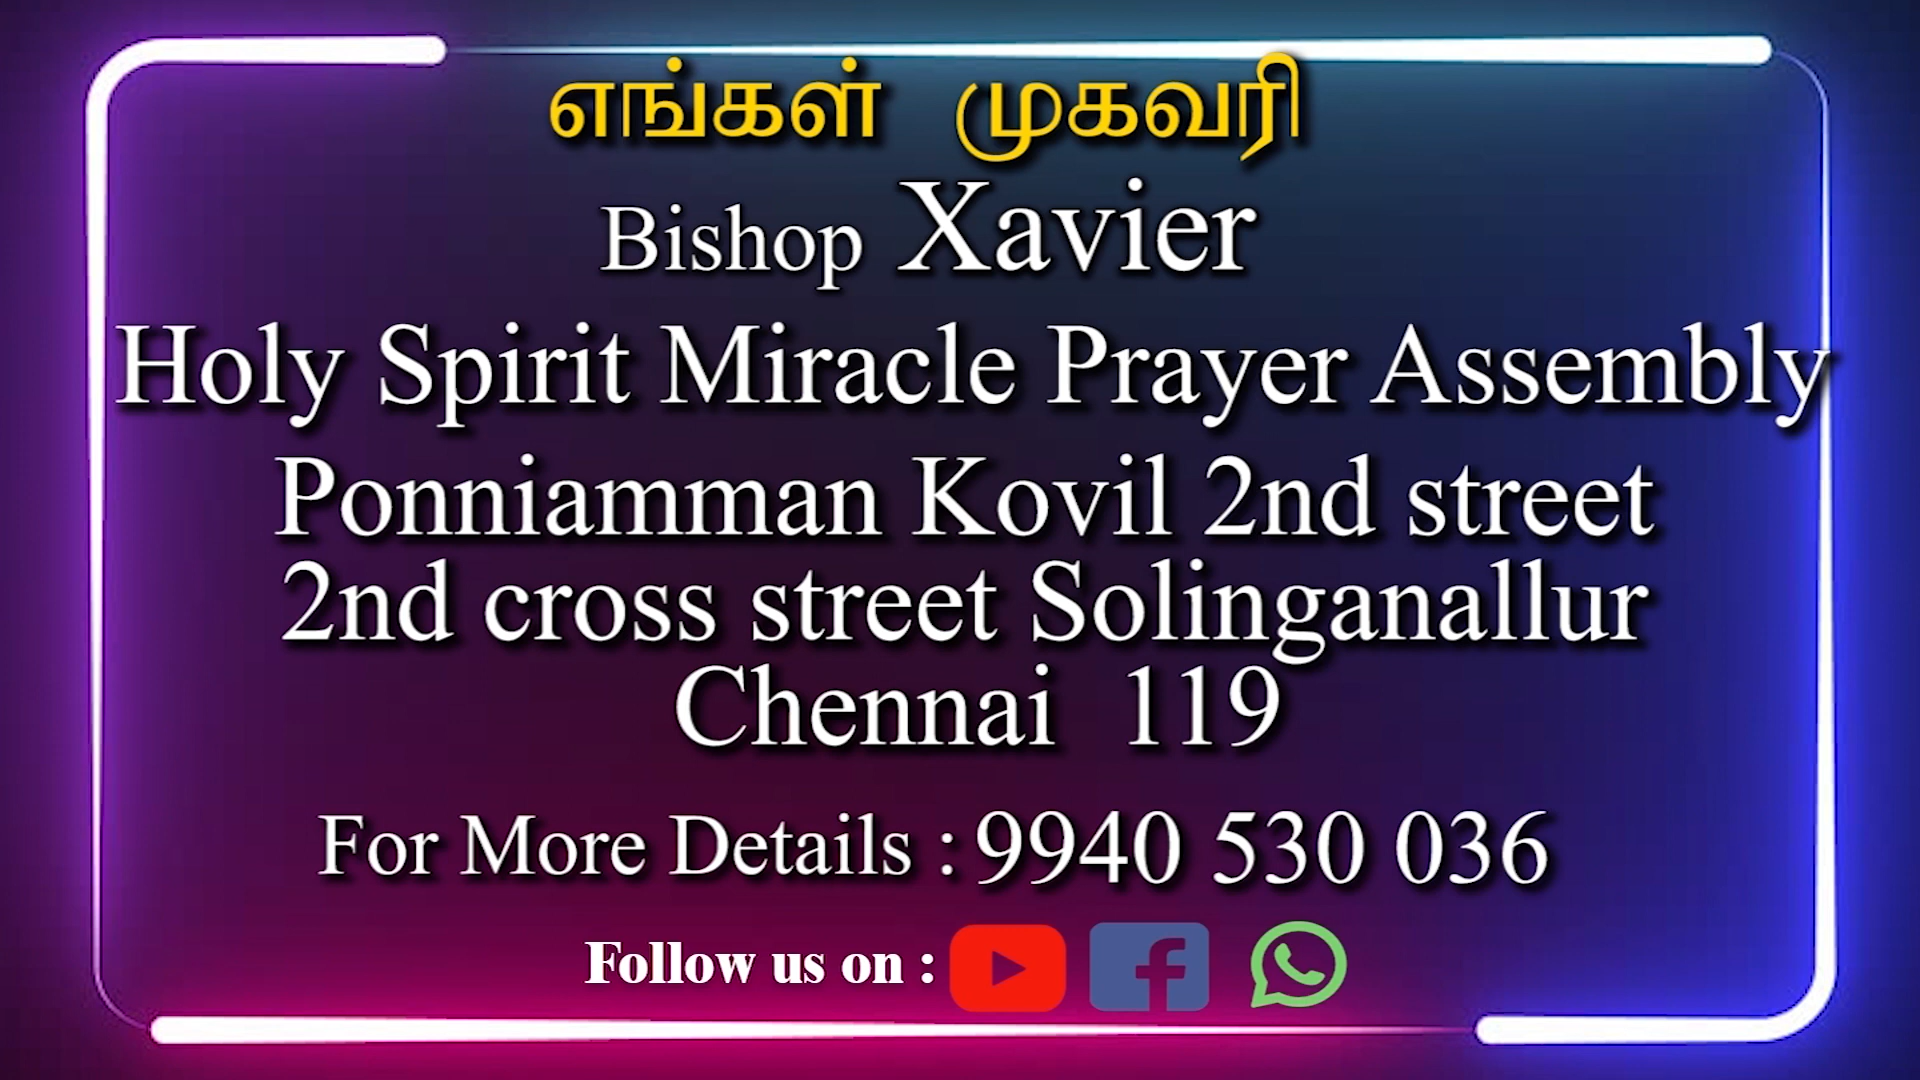 எங்கள் முகவரி
Bishop Xavier
Holy Spirit Miracle Prayer Assembly
Ponniamman Kovil 2nd street
2nd cross street Solinganallur
Chennai 119
For More Details : 9940 530 036
Follow us on :